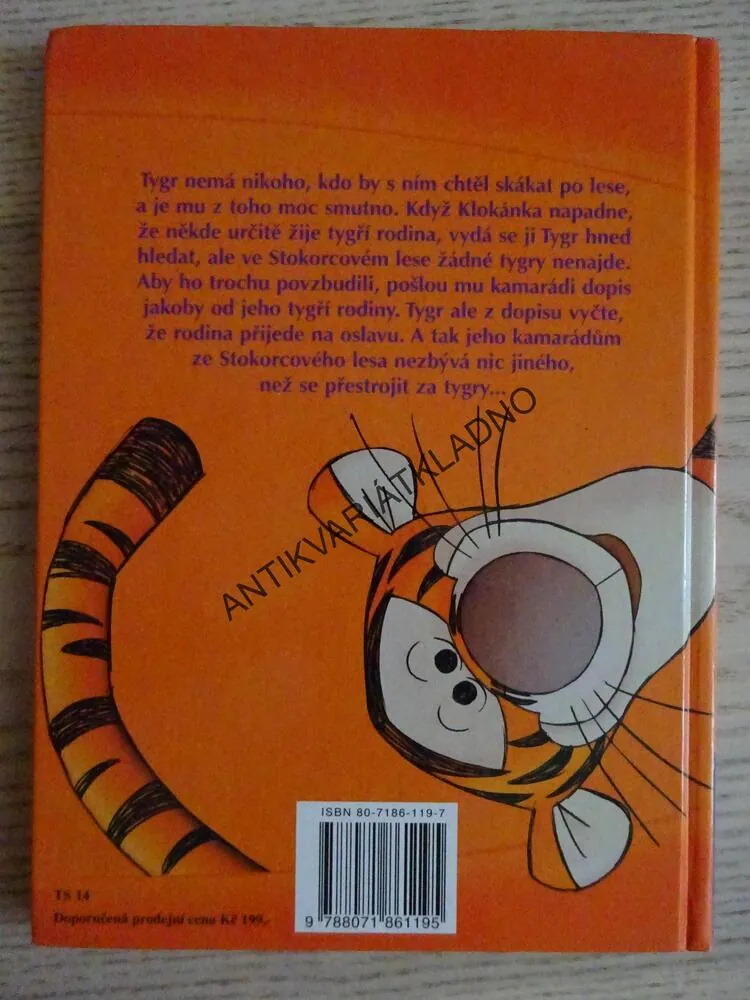 Tygr nemá nikoho, kdo by s ním chtěl skákat po lese,
a je mu z toho moc smutno. Když Klokánka napadne,
že někde určitě žije tygří rodina, vydá se ji Tygr hned
hledat, ale ve Stokorcovém lese žádné tygry nenajde.
Aby ho trochu povzbudili, pošlou mu kamarádi dopis
jakoby od jeho tygří rodiny. Tygr ale z dopisu vyčte,
že rodina přijede na oslavu. A tak jeho kamarádům
ze Stokorcového lesa nezbývá nic jiného,
než se přestrojit za tygry...
ANTIKVARIÁTKLADNO
ISBN 80-7186-119-7
9 788071 861195
TS 14
Doporučená prodejní cena Kč 199,-